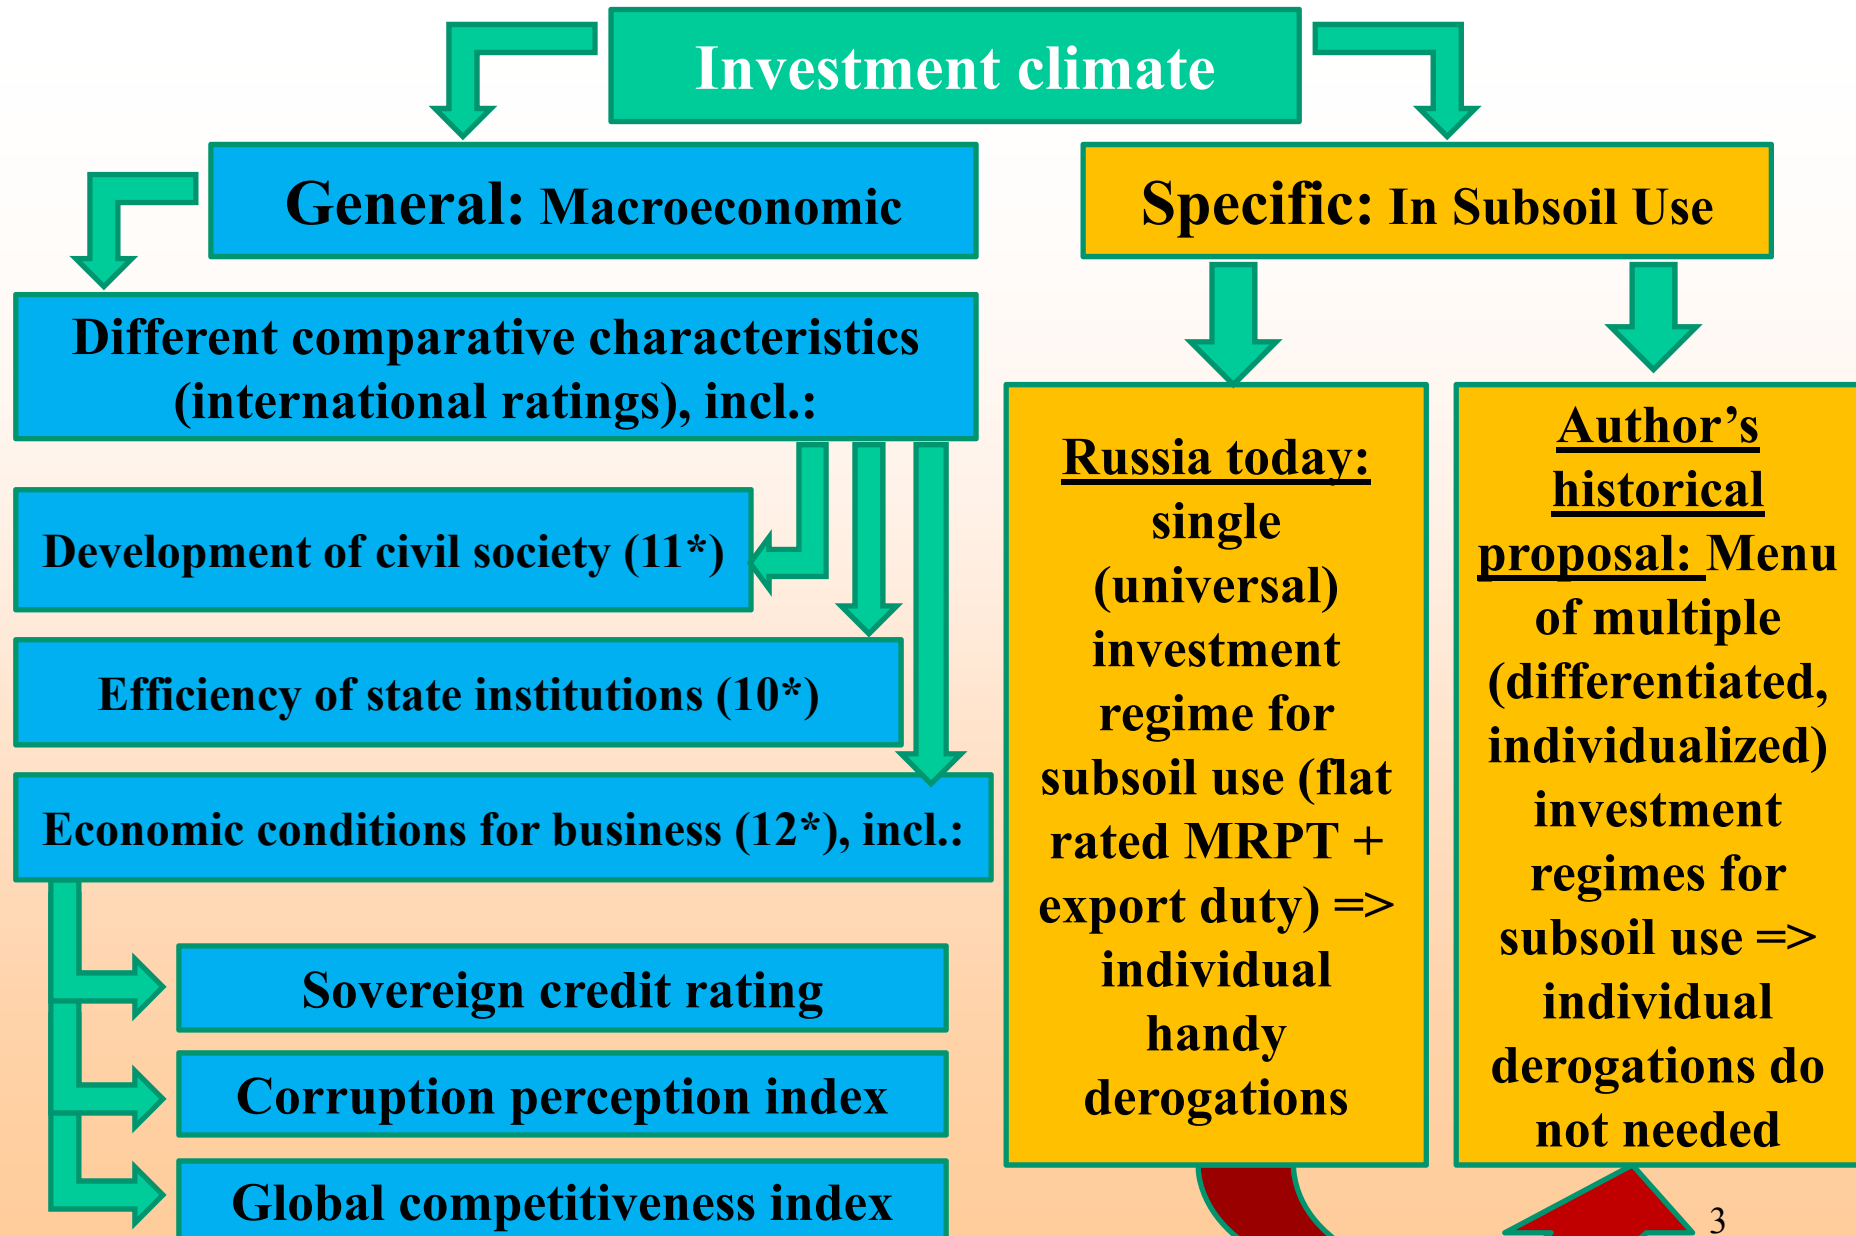 Investment climate
General: Macroeconomic
Different comparative characteristics
(international ratings), incl.:
Development of civil society (11*)
Efficiency of state institutions (10*)
Economic conditions for business (12*), incl.:
Sovereign credit rating
Corruption perception index
Global competitiveness index
Specific: In Subsoil Use
Russia today:
single
(universal)
investment
regime for
subsoil use (flat
rated MRPT +
export duty) =>
individual
handy
derogations
Author’s
historical
proposal: Menu
of multiple
(differentiated,
individualized)
investment
regimes for
subsoil use =>
individual
derogations do
not needed
3